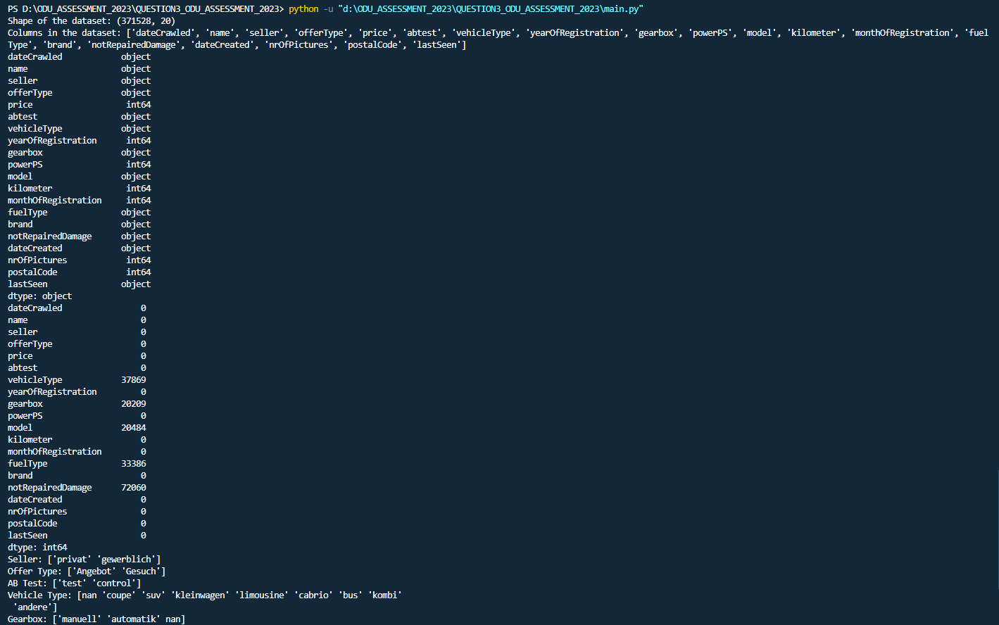 PS D:\ODU_ASSESSMENT_2023\QUESTION3_ODU_ASSESSMENT_2023> python -u "d:\ODU_ASSESSMENT_2023\QUESTION3_ODU_ASSESSMENT_2023\main.py"
Shape of the dataset: (371528, 20)
Columns in the dataset: ['dateCrawled', 'name', 'seller', 'offerType', 'price', 'abtest', 'vehicleType', 'yearOfRegistration', 'gearbox', 'powerPS', 'model', 'kilometer', 'monthOfRegistration', 'fuel
Type', 'brand', 'notRepairedDamage', 'dateCreated', 'nrOfPictures', 'postalCode', 'lastSeen']
dateCrawled object
name object
seller object
offerType object
price int64
abtest object
vehicleType object
yearOfRegistration int64
gearbox object
powerPS int64
model object
kilometer int64
monthOfRegistration int64
fuelType object
brand object
notRepairedDamage object
dateCreated object
nrOfPictures int64
postalCode int64
lastSeen object
dtype: object
dateCrawled 0
name 0
seller 0
offerType 0
price 0
abtest 0
vehicleType 37869
yearOfRegistration 0
gearbox 20209
powerPS 0
model 20484
kilometer 0
monthOfRegistration 0
fuelType 33386
brand 0
notRepairedDamage 72060
dateCreated 0
nrOfPictures 0
postalCode 0
lastSeen 0
dtype: int64
Seller: ['privat' 'gewerblich']
Offer Type: ['Angebot' 'Gesuch']
AB Test: ['test' 'control']
Vehicle Type: [nan 'coupe' 'suv' 'kleinwagen' 'limousine' 'cabrio' 'bus' 'kombi'
'andere']
Gearbox: ['manuell' 'automatik' nan]